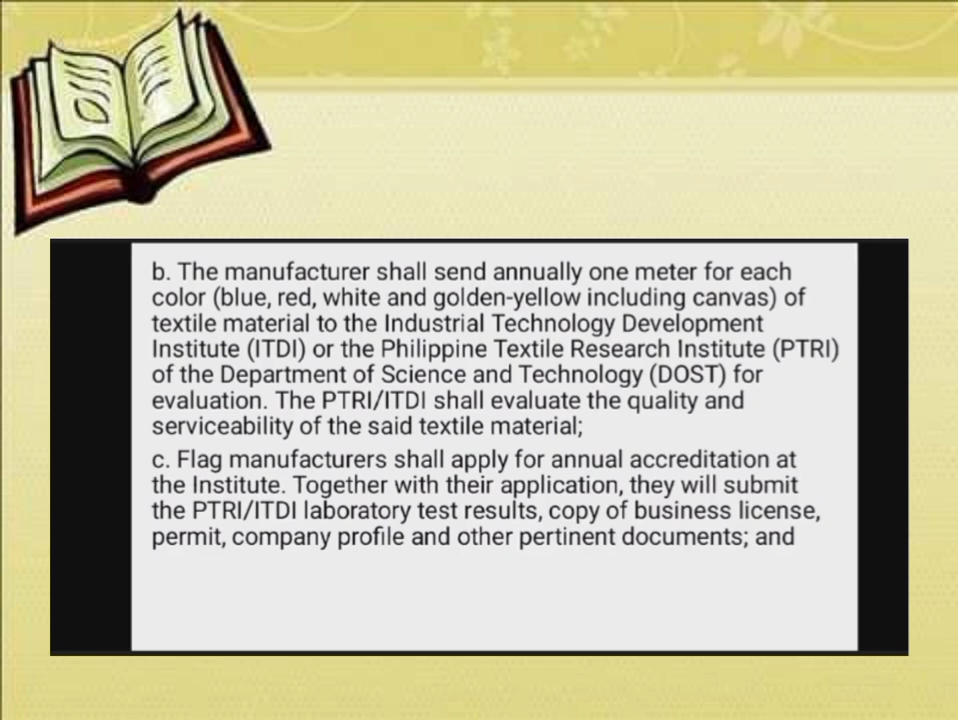 b. The manufacturer shall send annually one meter for each
color (blue, red, white and golden-yellow including canvas) of
textile material to the Industrial Technology Development
Institute (ITDI) or the Philippine Textile Research Institute (PTRI)
of the Department of Science and Technology (DOST) for
evaluation. The PTRI/ITDI shall evaluate the quality and
serviceability of the said textile material;
c. Flag manufacturers shall apply for annual accreditation at
the Institute. Together with their application, they will submit
the PTRI/ITDI laboratory test results, copy of business license,
permit, company profile and other pertinent documents; and